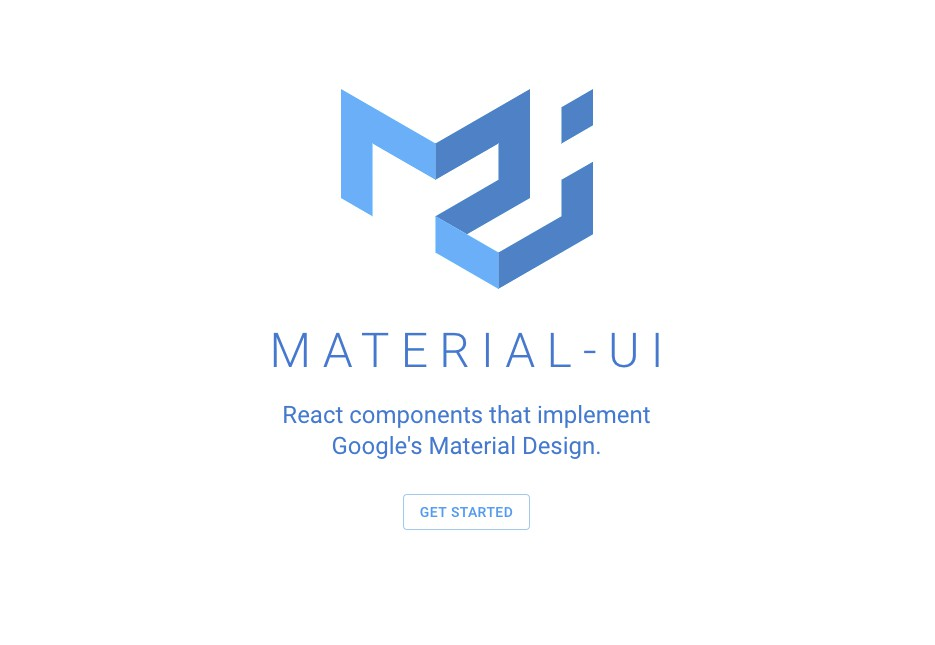 MATERIAL-UI
React components that implement
Google's Material Design.
GET STARTED